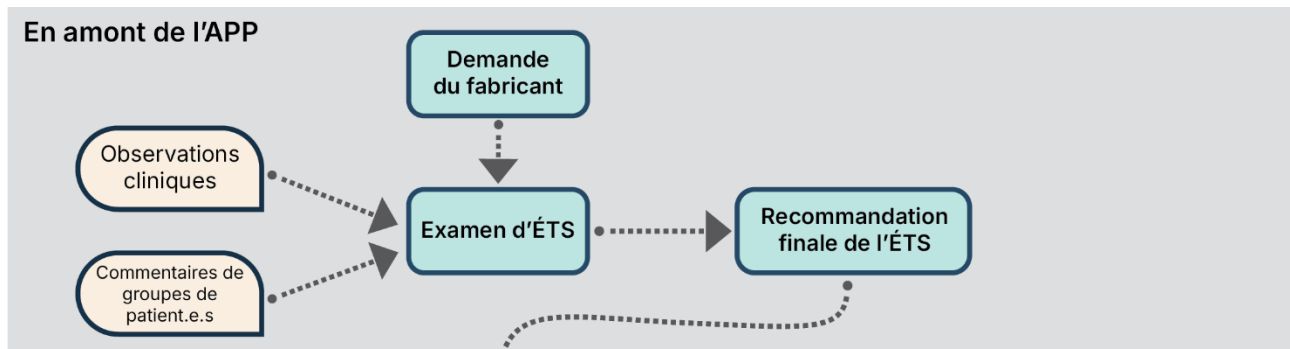 En amont de l'APP
Demande
du fabricant
Observations
cliniques
Examen d'ÉTS
Recommandation
finale de l'ÉTS
Commentaires de
groupes de
patient.e.s